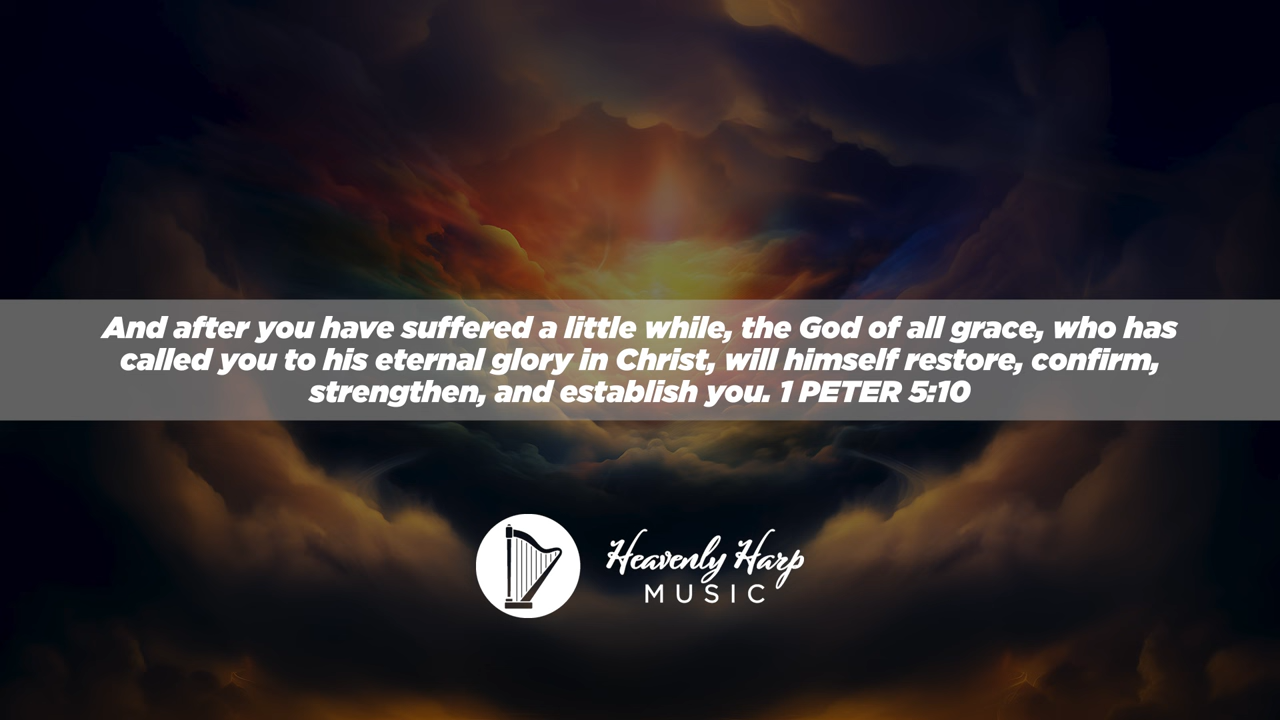 And after you have suffered a little while, the God of all grace, who has
called you to his eternal glory in Christ, will himself restore, confirm,
strengthen, and establish you. 1 PETER 5:10
Heavenly Harp
MUSIC